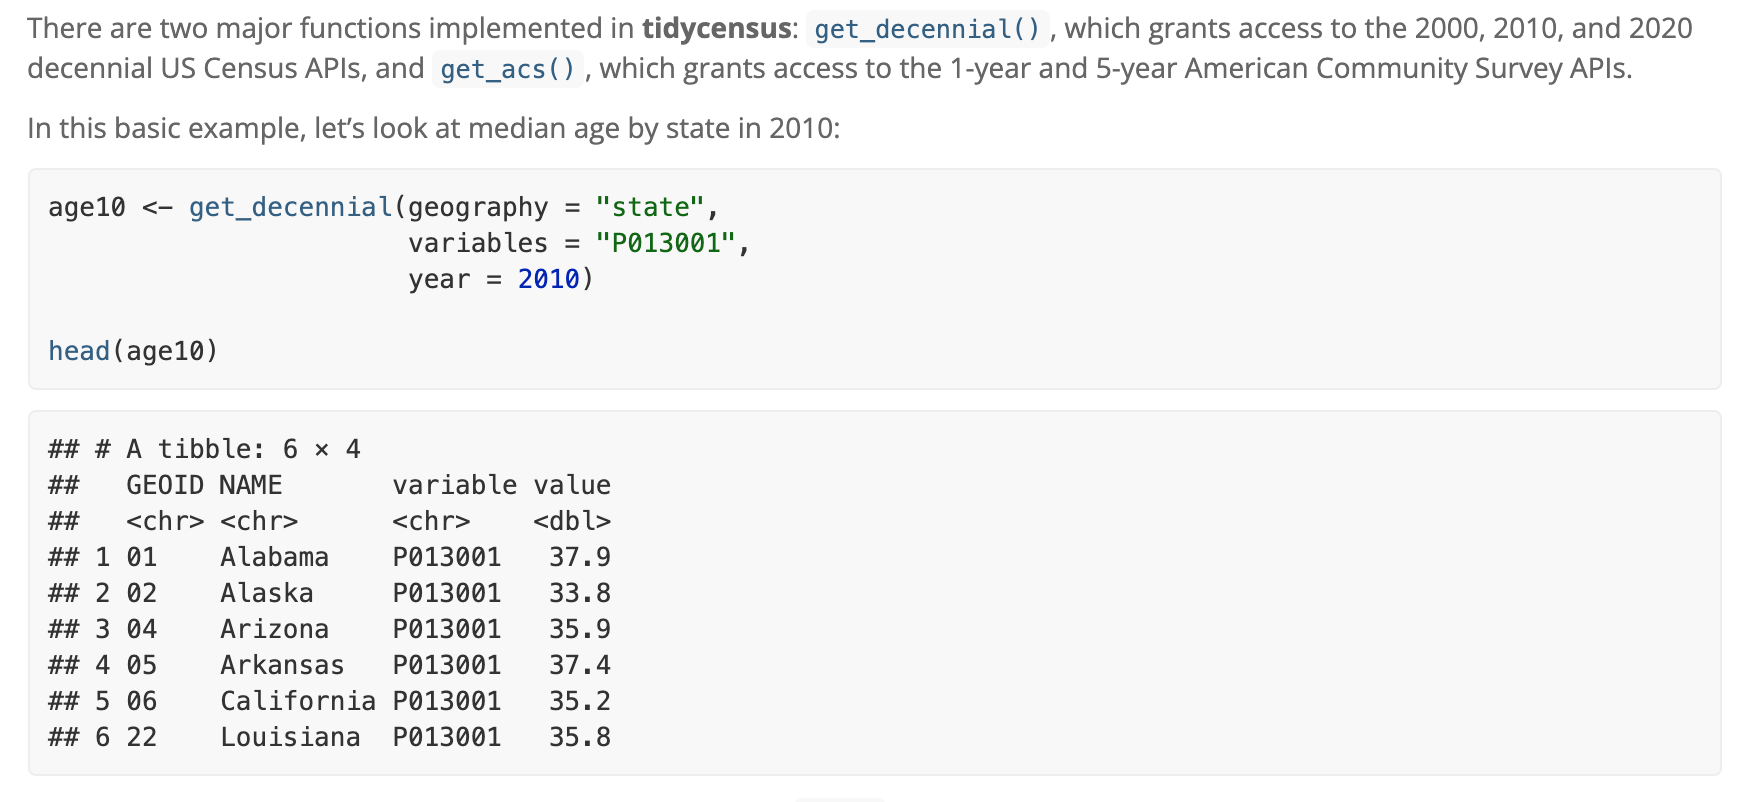 There are two major functions implemented in tidycensus: get_decennial() , which grants access to the 2000, 2010, and 2020
decennial US Census APIs, and get_acs() , which grants access to the 1-year and 5-year American Community Survey APIs.
In this basic example, let’s look at median age by state in 2010:
age10 <- get_decennial(geography = "state",
                       variables = "P013001",
                       year = 2010)
head(age10)
## # A tibble: 6 × 4
##   GEOID NAME       variable value
##   <chr> <chr>      <chr>    <dbl>
## 1 01    Alabama    P013001   37.9
## 2 02    Alaska     P013001   33.8
## 3 04    Arizona    P013001   35.9
## 4 05    Arkansas   P013001   37.4
## 5 06    California P013001   35.2
## 6 22    Louisiana  P013001   35.8